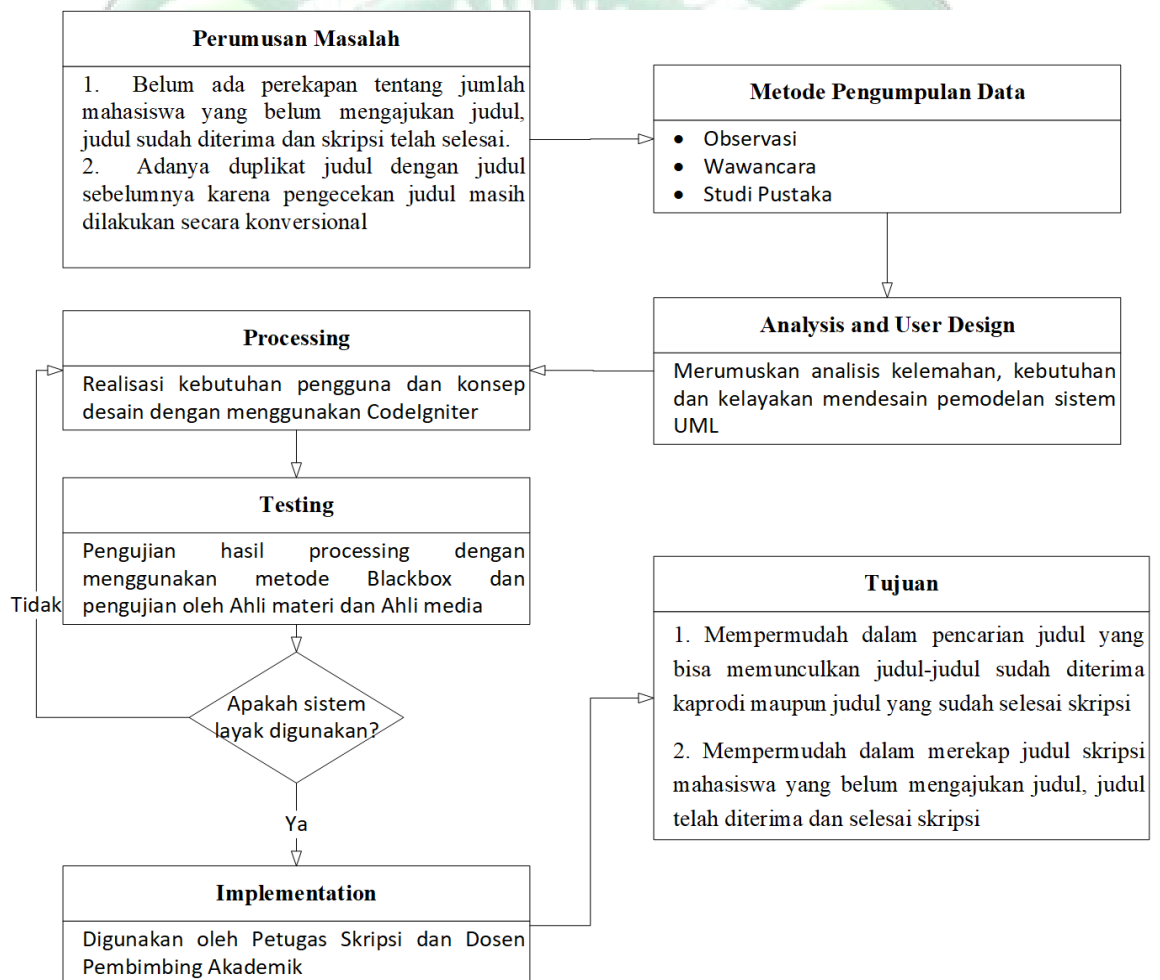 Perumusan Masalah
1. Belum ada perekapan tentang jumlah
mahasiswa yang belum mengajukan judul,
judul sudah diterima dan skripsi telah selesai.
2. Adanya duplikat judul dengan judul
sebelumnya karena pengecekan judul masih
dilakukan secara konversional
Metode Pengumpulan Data
• Observasi
• Wawancara
• Studi Pustaka
Analysis and User Design
Merumuskan analisis kelemahan, kebutuhan
dan kelayakan mendesain pemodelan sistem
UML
Processing
Realisasi kebutuhan pengguna dan konsep
desain dengan menggunakan CodeIgniter
Testing
Pengujian hasil processing dengan
menggunakan metode Blackbox dan
pengujian oleh Ahli materi dan Ahli media
Tidak
Apakah sistem
layak digunakan?
Ya
Implementation
Digunakan oleh Petugas Skripsi dan Dosen
Pembimbing Akademik
Tujuan
1. Mempermudah dalam pencarian judul yang
bisa memunculkan judul-judul sudah diterima
kaprodi maupun judul yang sudah selesai skripsi
2. Mempermudah dalam merekap judul skripsi
mahasiswa yang belum mengajukan judul, judul
telah diterima dan selesai skripsi